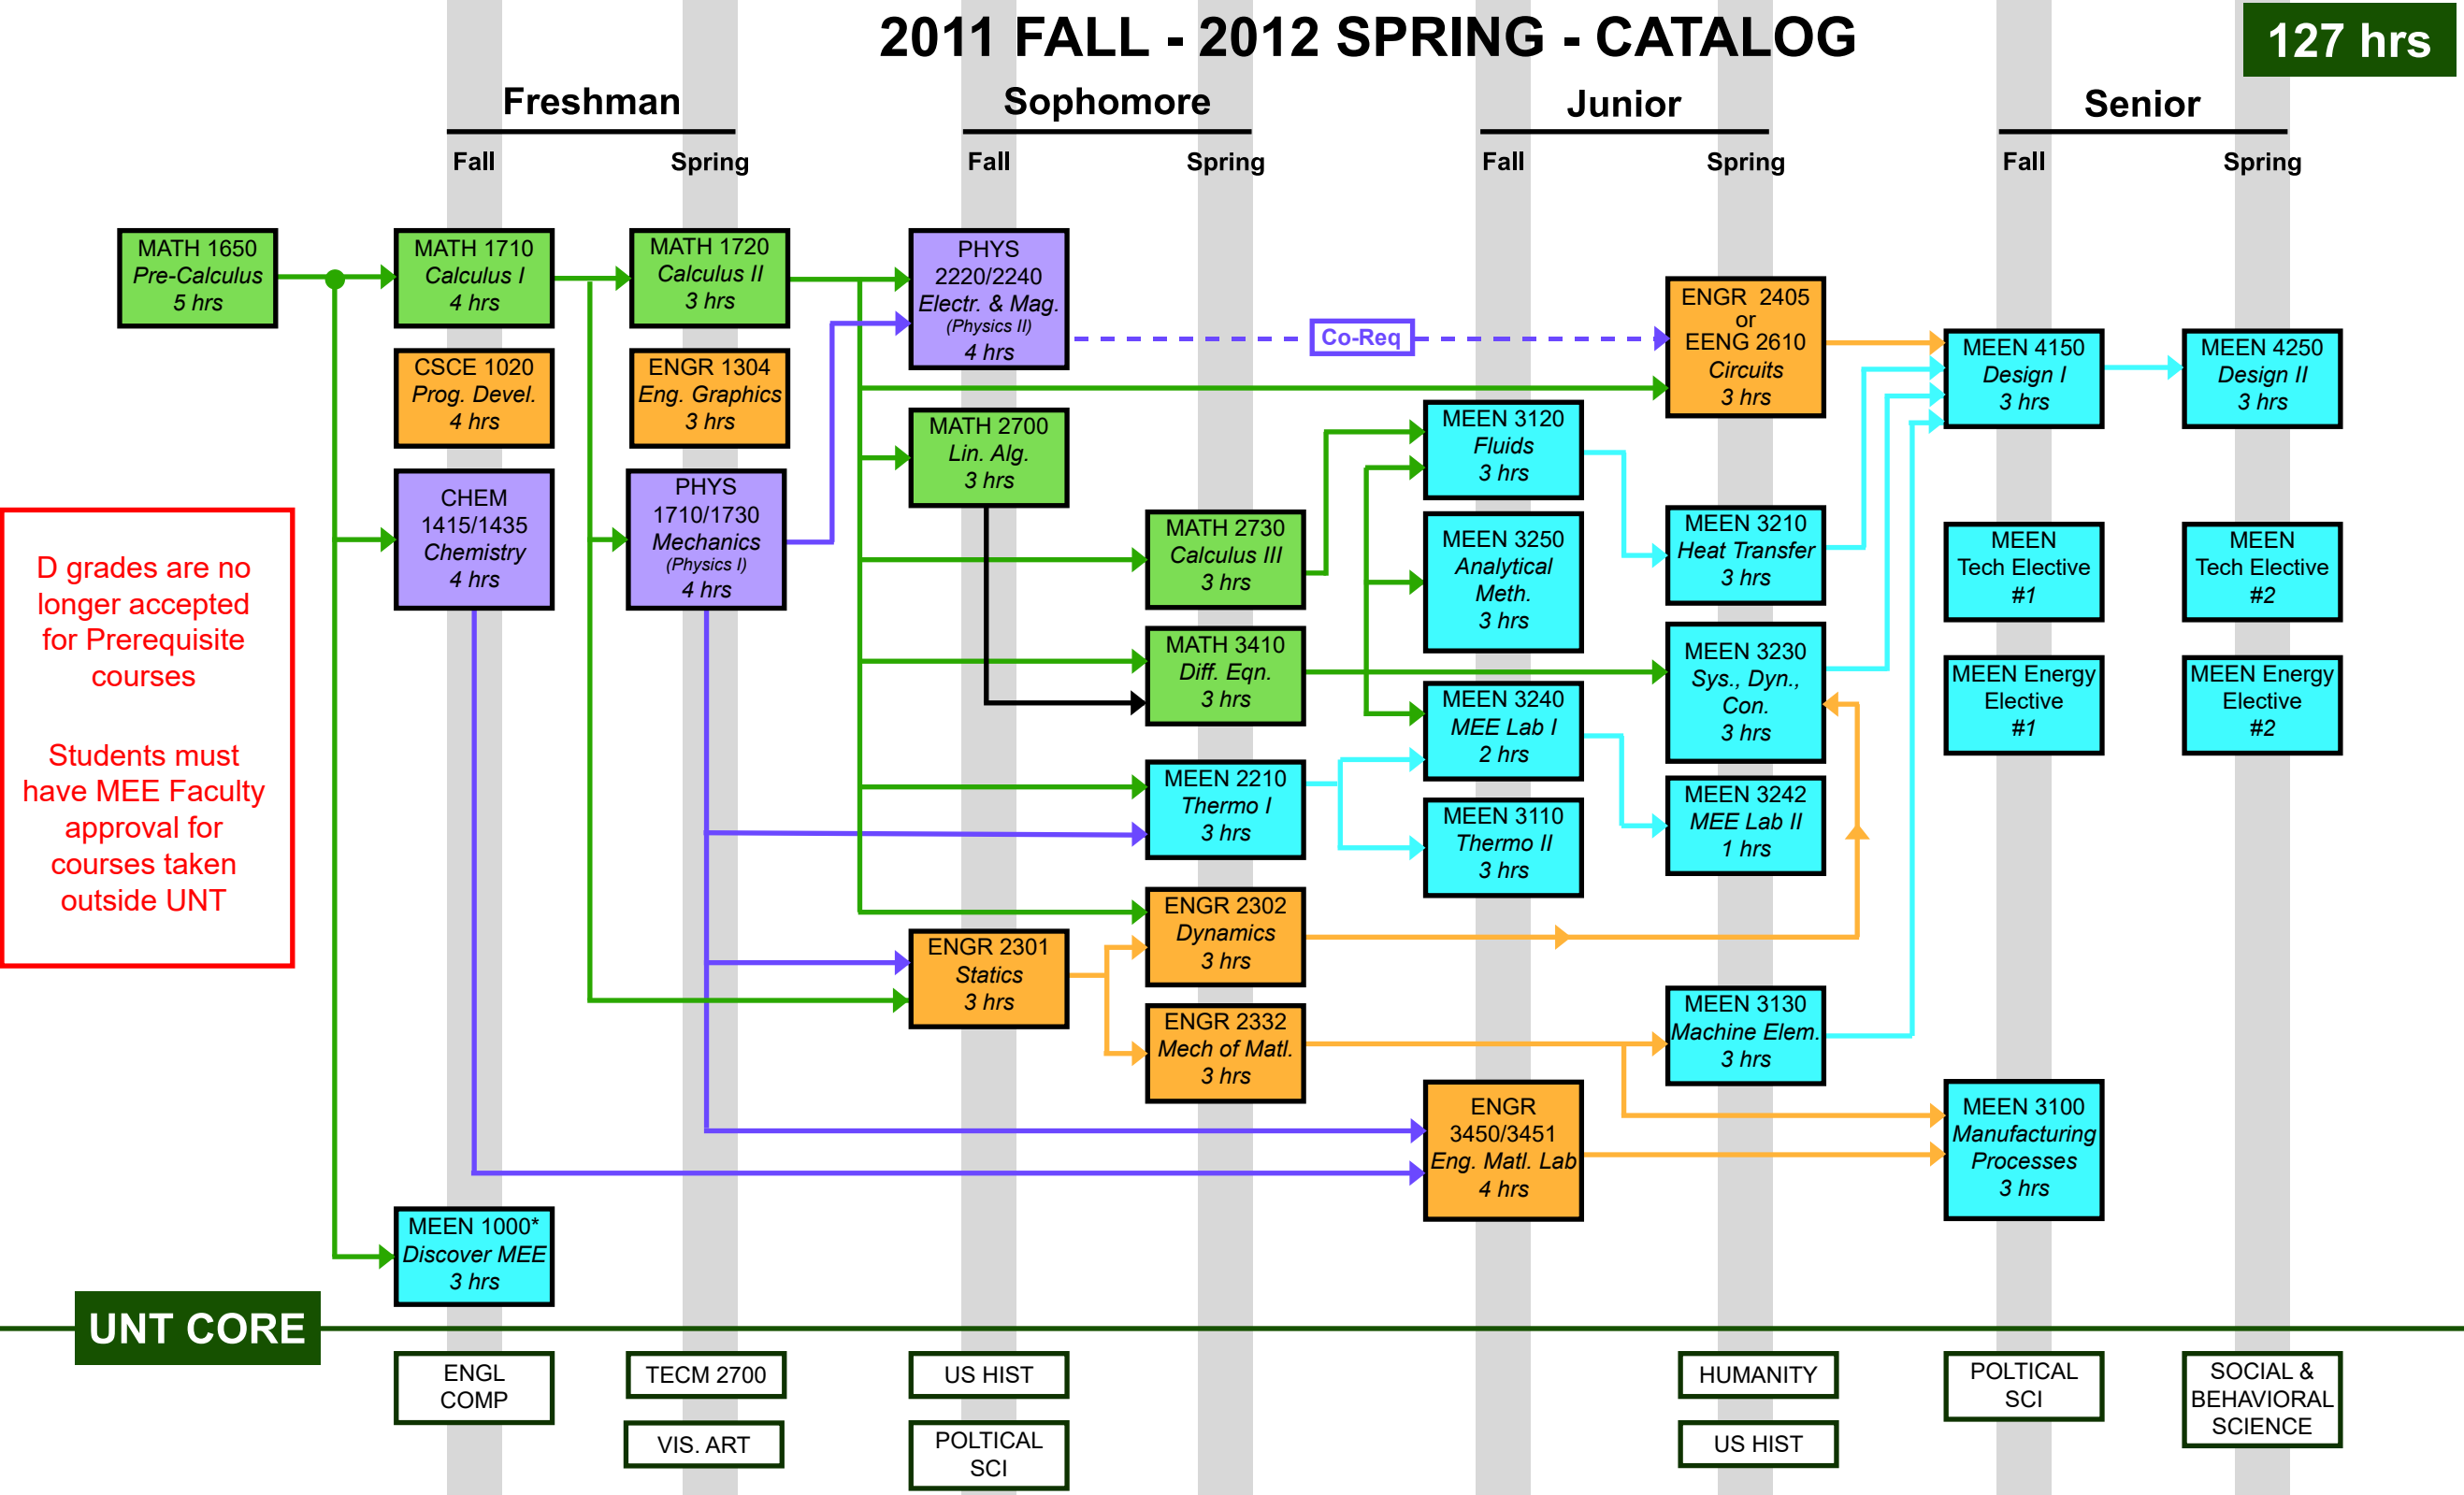 2011 FALL - 2012 SPRING - CATALOG
127 hrs
Freshman
Sophomore
Junior
Senior
Fall
Spring
Fall
Spring
Fall
Spring
Fall
Spring
MATH 1650
Pre-Calculus
5 hrs
MATH 1710
Calculus I
4 hrs
CSCE 1020
Prog. Devel.
4 hrs
CHEM
1415/1435
Chemistry
4 hrs
MEEN 1000*
Discover MEE
3 hrs
MATH 1720
Calculus II
3 hrs
ENGR 1304
Eng. Graphics
3 hrs
PHYS
1710/1730
Mechanics
(Physics I)
4 hrs
PHYS
2220/2240
Electr. & Mag.
(Physics II)
4 hrs
MATH 2700
Lin. Alg.
3 hrs
ENGR 2301
Statics
3 hrs
MATH 2730
Calculus III
3 hrs
MATH 3410
Diff. Eqn.
3 hrs
MEEN 2210
Thermo I
3 hrs
ENGR 2302
Dynamics
3 hrs
ENGR 2332
Mech of Matl.
3 hrs
Co-Req
MEEN 3120
Fluids
3 hrs
MEEN 3250
Analytical
Meth.
3 hrs
MEEN 3240
MEE Lab I
2 hrs
MEEN 3110
Thermo II
3 hrs
ENGR
3450/3451
Eng. Matl. Lab
4 hrs
ENGR 2405
or
EENG 2610
Circuits
3 hrs
MEEN 3210
Heat Transfer
3 hrs
MEEN 3230
Sys., Dyn.,
Con.
3 hrs
MEEN 3242
MEE Lab II
1 hrs
MEEN 3130
Machine Elem.
3 hrs
MEEN 4150
Design I
3 hrs
MEEN
Tech Elective
#1
MEEN Energy
Elective
#1
MEEN 3100
Manufacturing
Processes
3 hrs
MEEN 4250
Design II
3 hrs
MEEN
Tech Elective
#2
MEEN Energy
Elective
#2
D grades are no
longer accepted
for Prerequisite
courses
Students must
have MEE Faculty
approval for
courses taken
outside UNT
UNT CORE
ENGL
COMP
TECM 2700
VIS. ART
US HIST
POLTICAL
SCI
HUMANITY
US HIST
POLTICAL
SCI
SOCIAL &
BEHAVIORAL
SCIENCE